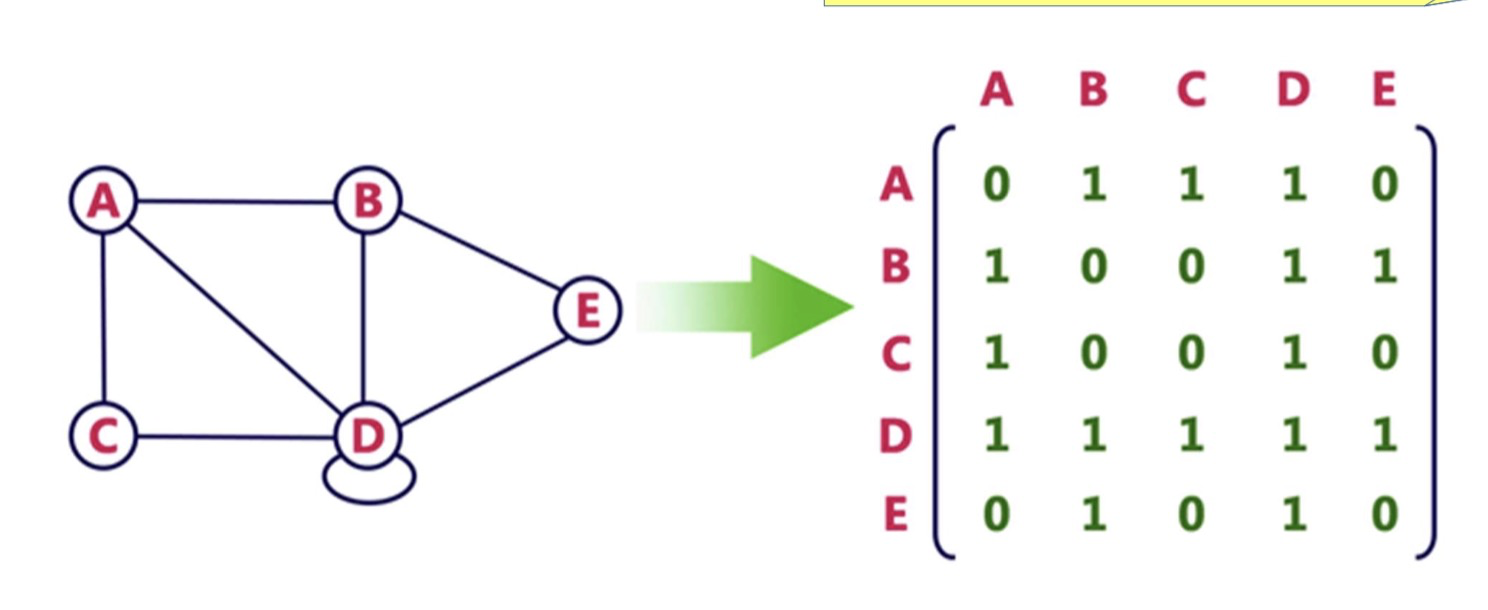 A B
E
C D
A B C D E
A 0 1 1 1 0
B 1 0 0 1 1
C 1 0 0 1 0
D 1 1 1 1 1
E 0 1 0 1 0